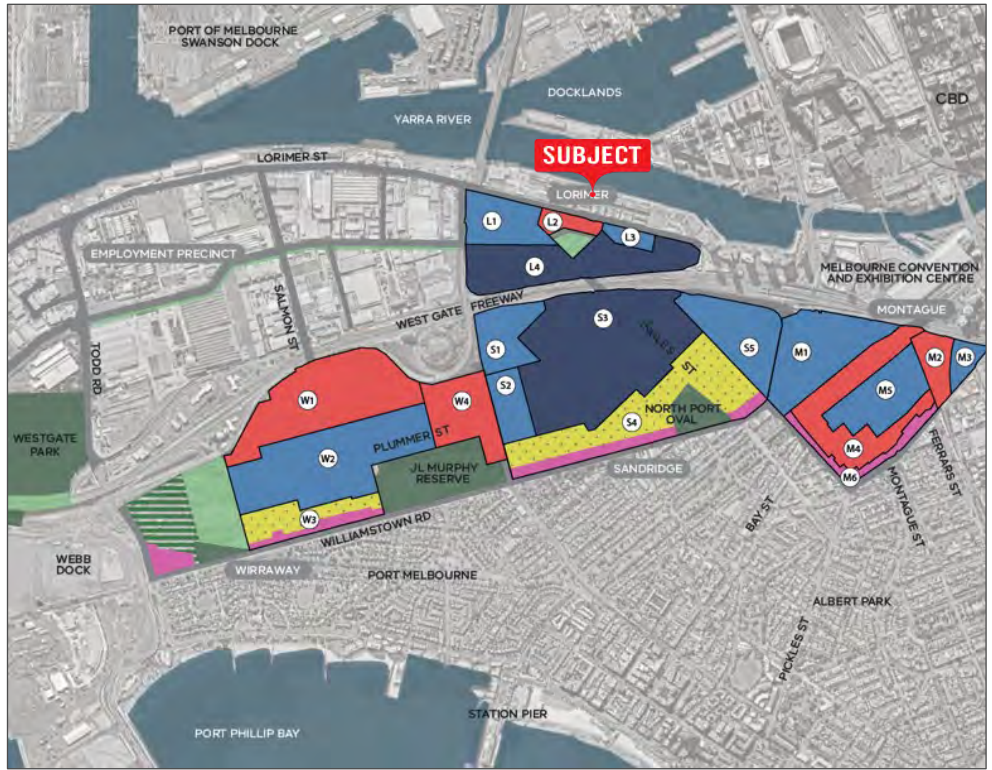 PORT OF MELBOURNE
SWANSON DOCK
DOCKLANDS
CBD
YARRA RIVER
SUBJECT
LORIMER ST
LORIMER
L1
L2
L3
EMPLOYMENT PRECINCT
L4
MELBOURNE CONVENTION
AND EXHIBITION CENTRE
SALMON ST
WEST GATE FREEWAY
MONTAGUE
TODD RD
S3
S1
S5
M1
M2
M3
S2
M5
W1
W4
NORTH PORT
OVAL
WESTGATE
PARK
PLUMMER ST
S4
W2
M4
FERRARS ST
JL MURPHY
RESERVE
SANDRIDGE
M6
MONTAGUE ST
W3
WILLIAMSTOWN RD
BAY ST
WEBB
DOCK
WIRRAWAY
PORT MELBOURNE
ALBERT PARK
PICKLES ST
STATION PIER
PORT PHILLIP BAY